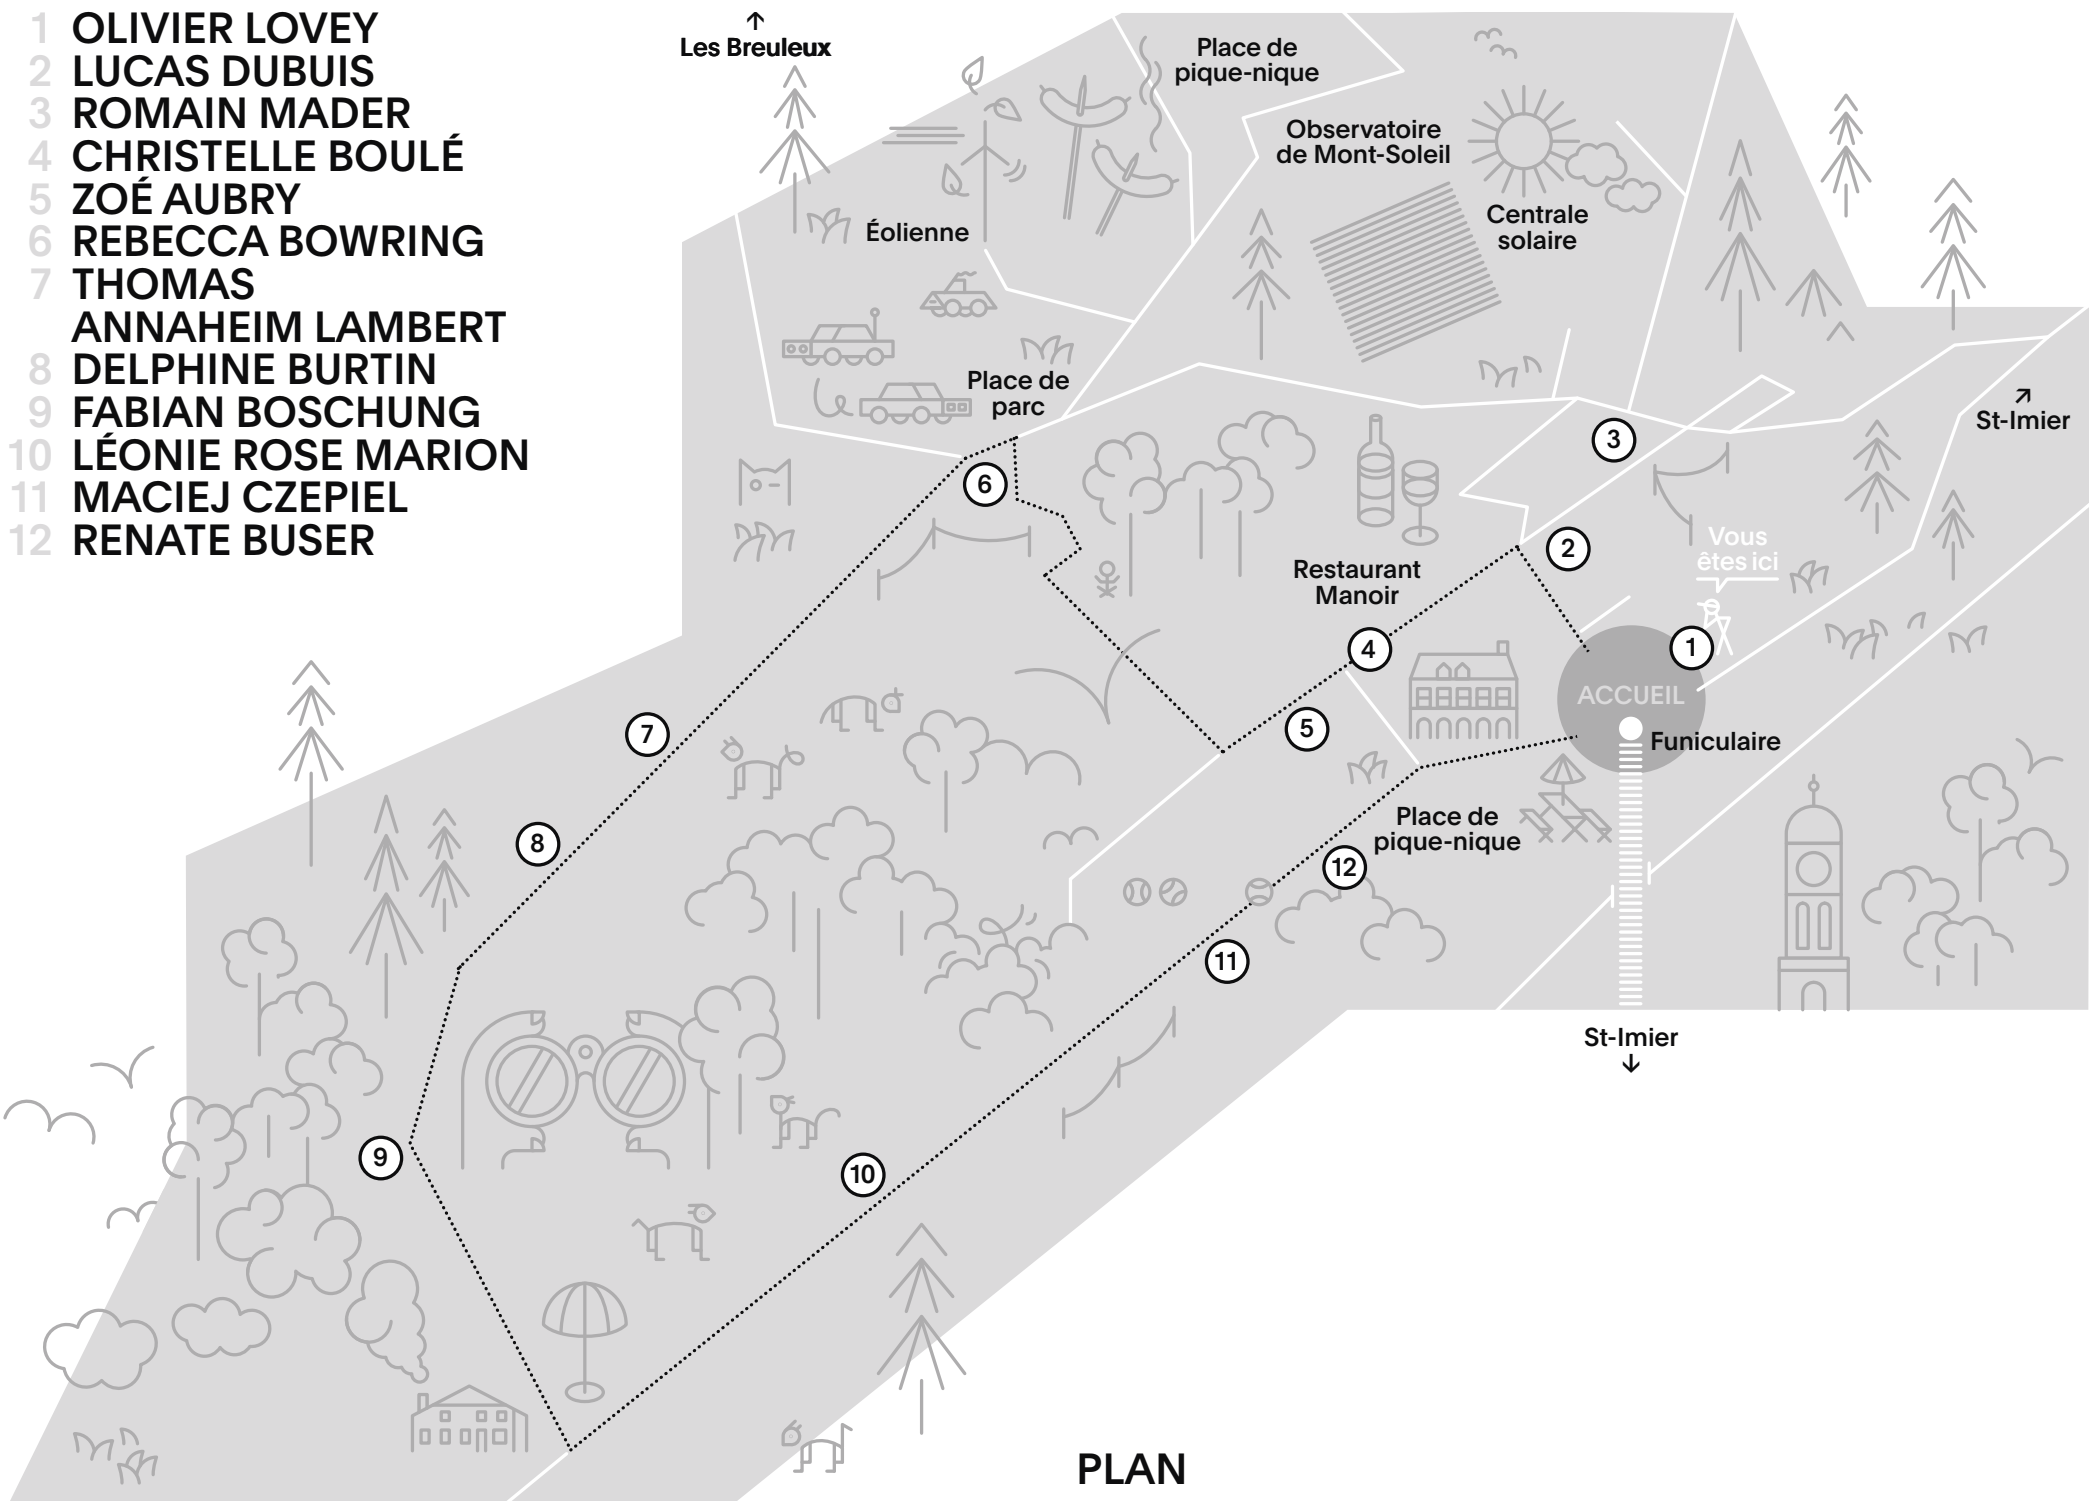 1 OLIVIER LOVEY
2 LUCAS DUBUIS
3 ROMAIN MADER
4 CHRISTELLE BOULÉ
5 ZOÉ AUBRY
6 REBECCA BOWRING
7 THOMAS
ANNAHEIM LAMBERT
8 DELPHINE BURTIN
9 FABIAN BOSCHUNG
10 LÉONIE ROSE MARION
11 MACIEJ CZEPIEL
12 RENATE BUSER
↑
Les Breuleux
Place de
pique-nique
Observatoire
de Mont-Soleil
Centrale
solaire
Éolienne
Place de
parc
↗
St-Imier
3
6
2
Vous
êtes ici
Restaurant
Manoir
4
1
ACCUEIL
5
7
Funiculaire
Place de
pique-nique
8
12
11
St-Imier
↓
9
10
PLAN